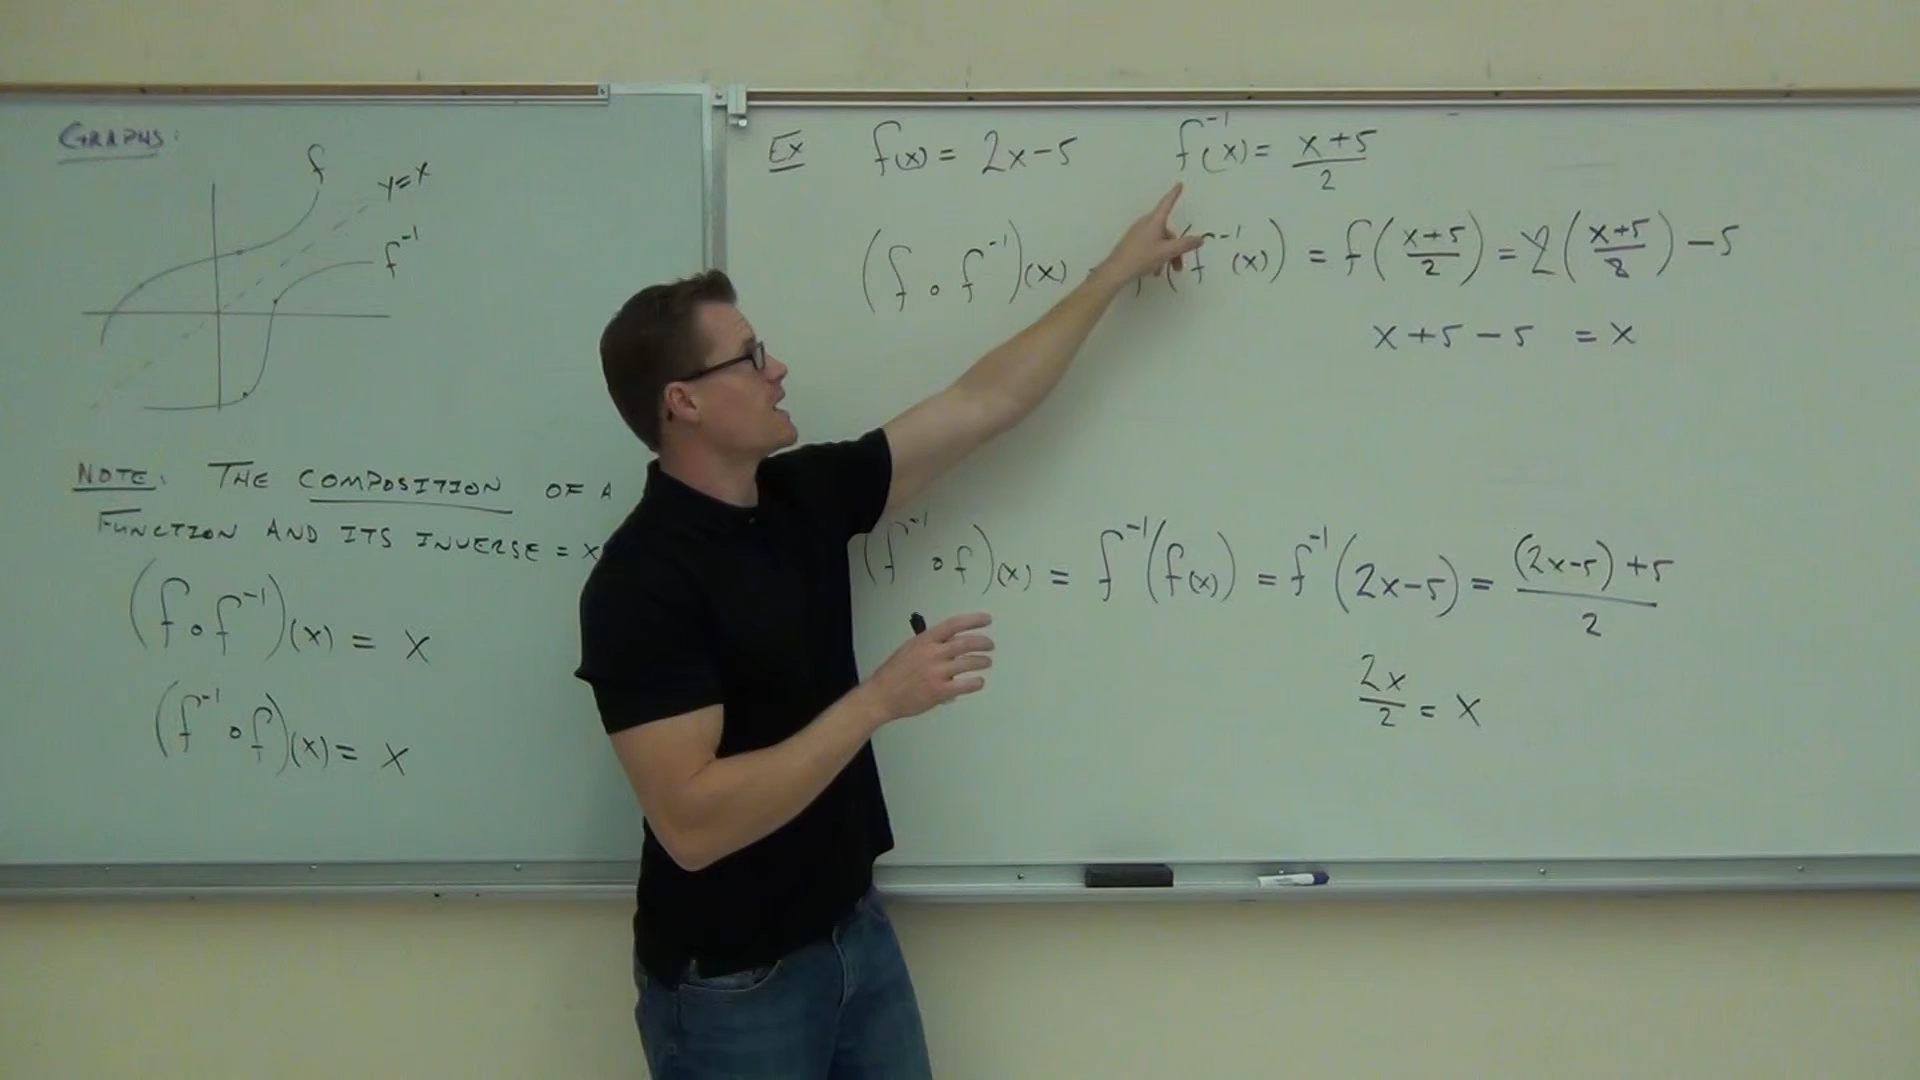 GRAPHS:
f
y=x
f⁻¹
NOTE: THE COMPOSITION OF A
FUNCTION AND ITS INVERSE = X
(f∘f⁻¹)(x) = X
(f⁻¹∘f)(x) = X
Ex f(x) = 2x-5 f⁻¹(x) = (x+5)/2
(f∘f⁻¹)(x) = (f⁻¹(x)) = f((x+5)/2) = 2((x+5)/2) -5
x+5-5 = x
(f⁻¹∘f)(x) = f⁻¹(f(x)) = f⁻¹(2x-5) = ((2x-5)+5)/2
2x/2 = x